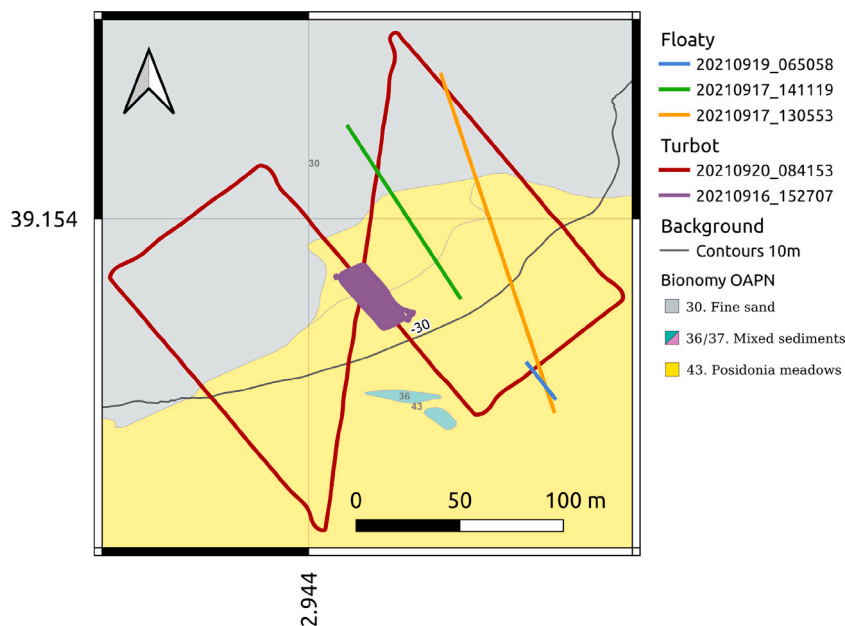 Floaty
20210919_065058
20210917_141119
20210917_130553
Turbot
20210920_084153
20210916_152707
Background
Contours 10m
Bionomy OAPN
30. Fine sand
36/37. Mixed sediments
43. Posidonia meadows
30
39.154
-30
36
43
0 50 100 m
2.944